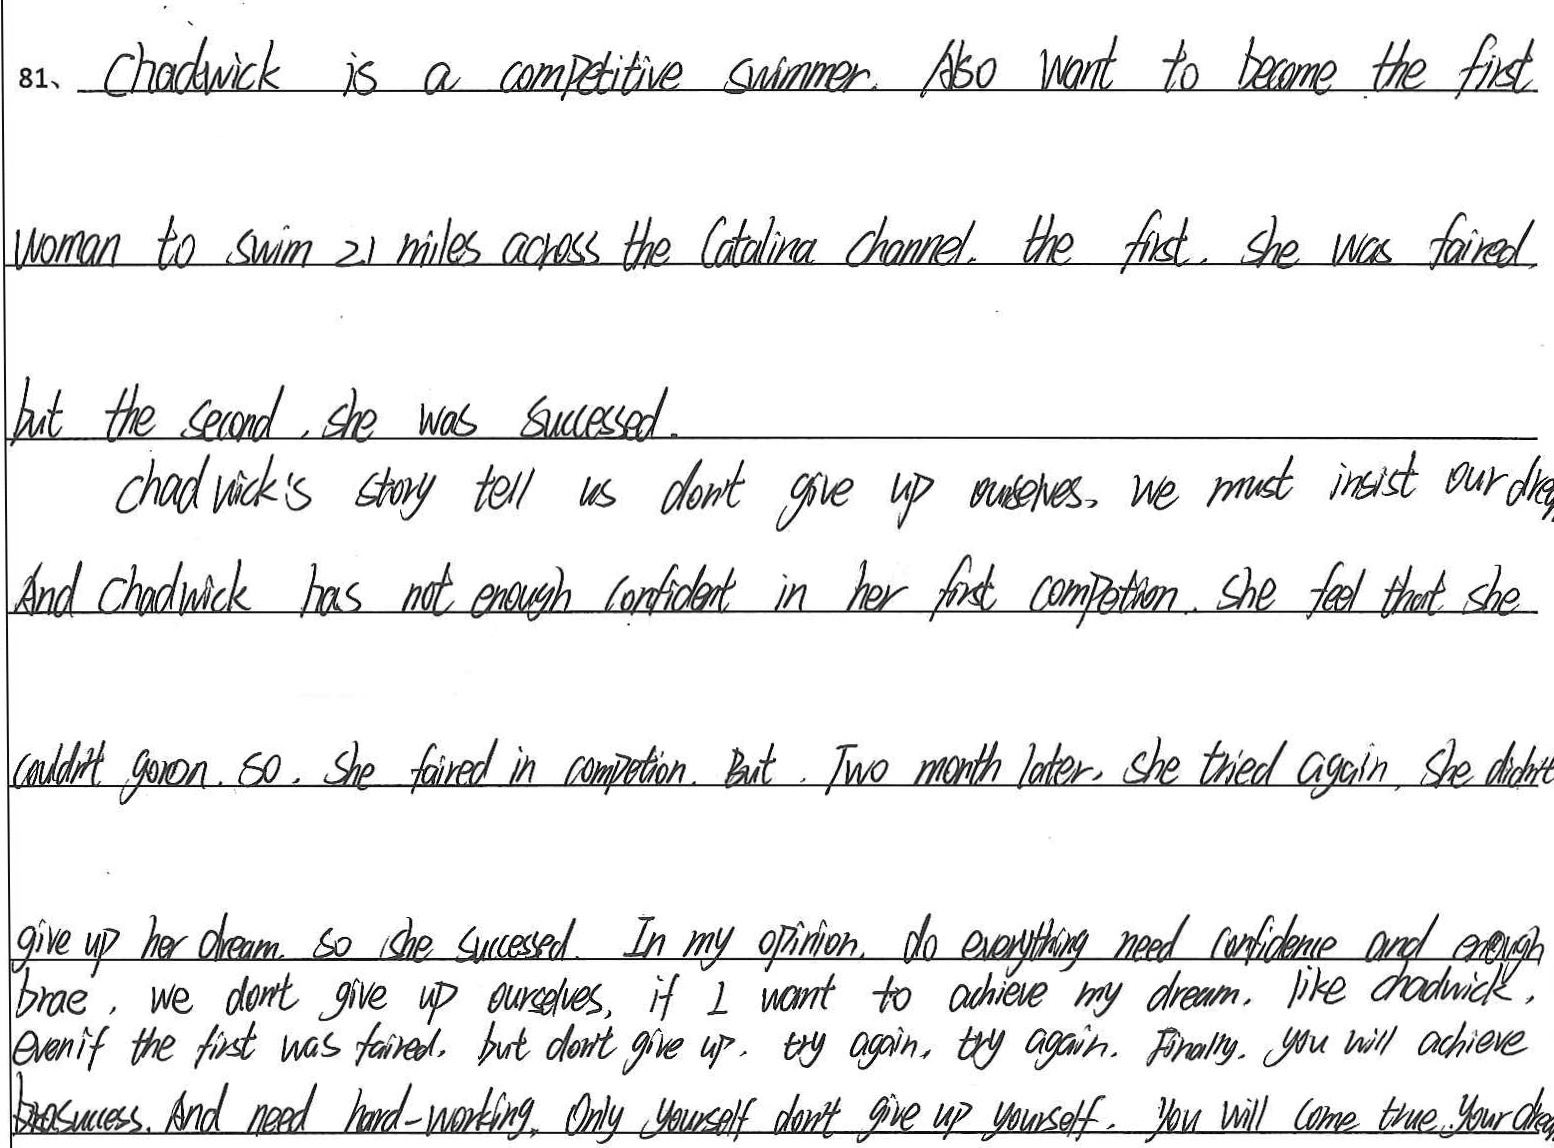 81、 Chadwick is a competitive swimmer. Also want to become the first
woman to swim 21 miles across the Catalina channel. the first. she was faired,
but the second, she was successed.
chadwick's story tell us don't give up ourselves, we must insist our
And Chadwick has not enough confident in her first competion. she feel that she
couldn't go on. so, she faired in competion. But, Two month later, she tried again, she didn't
give up her dream. so she successed. In my opinion, do everything need confidence and enough
brae, we don't give up ourselves, if I want to achieve my dream, like chadwick,
even if the first was faired, but don't give up, try again, try again. Finally, you will achieve
success. And need hard-working. Only yourself don't give up yourself, you will come true your